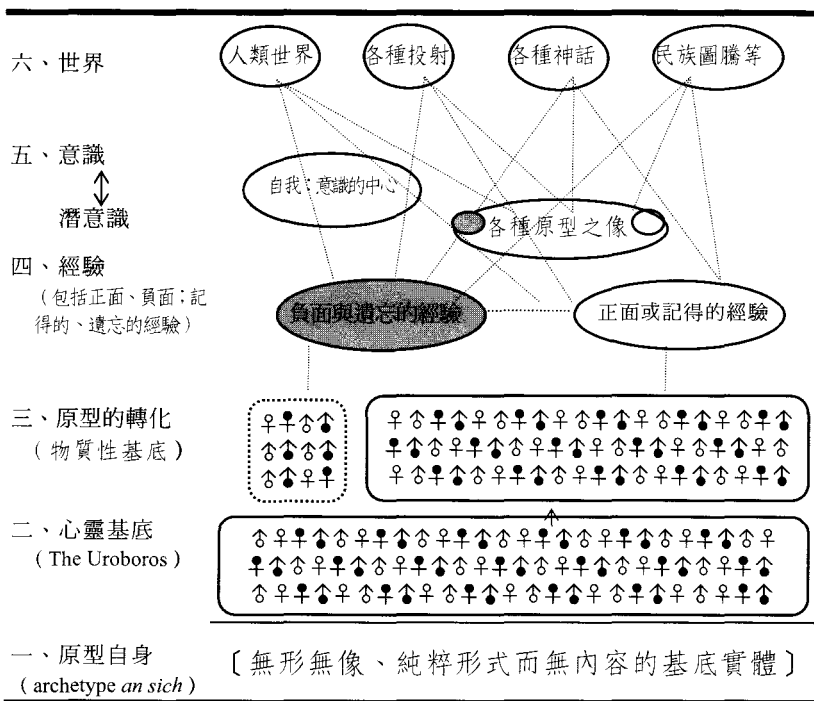 六、世界
人類世界
各種投射
各種神話
民族圖騰等
五、意識
潛意識
自我：意識的中心
各種原型之像
四、經驗
（包括正面、負面；記
得的、遺忘的經驗）
負面與遺忘的經驗
正面或記得的經驗
三、原型的轉化
（物質性基底）
二、心靈基底
（The Uroboros）
一、原型自身
（archetype an sich）
〔無形無像、純粹形式而無內容的基底實體〕